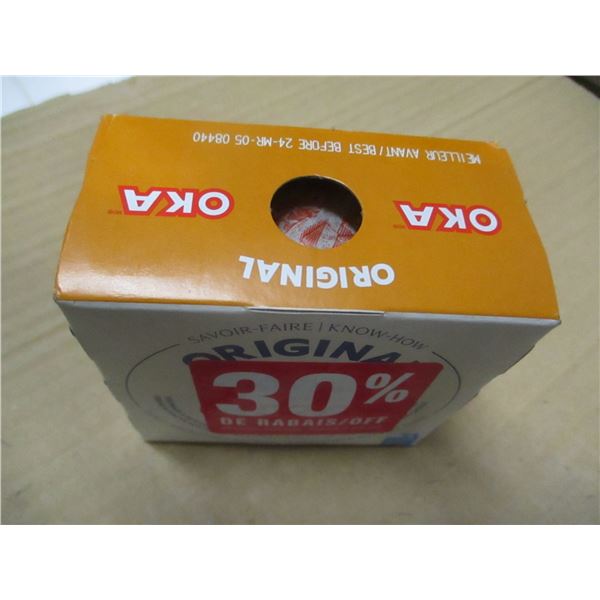 MEILLEUR AVANT/BEST BEFORE 24-MR-05 08440
OKA
OKA
ORIGINAL
SAVOIR-FAIRE | KNOW-HOW
ORIGINAL
30%
DE RABAIS/OFF